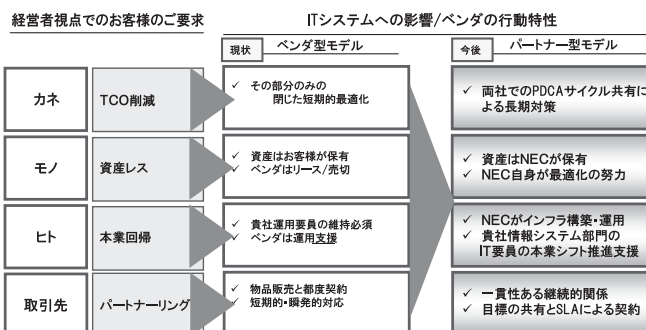 経営者視点でのお客様のご要求
ITシステムへの影響/ベンダの行動特性
現状
ベンダ型モデル
今後
パートナー型モデル
カネ
TCO削減
✓ その部分のみの
閉じた短期的最適化
✓ 両社でのPDCAサイクル共有に
よる長期対策
モノ
資産レス
✓ 資産はお客様が保有
✓ ベンダはリース/売切
✓ 資産はNECが保有
✓ NEC自身が最適化の努力
ヒト
本業回帰
✓ 貴社運用要員の維持必須
✓ ベンダは運用支援
✓ NECがインフラ構築・運用
✓ 貴社情報システム部門の
IT要員の本業シフト推進支援
取引先
パートナーリング
✓ 物品販売と都度契約
✓ 短期的・瞬発的対応
✓ 一貫性ある継続的関係
✓ 目標の共有とSLAによる契約